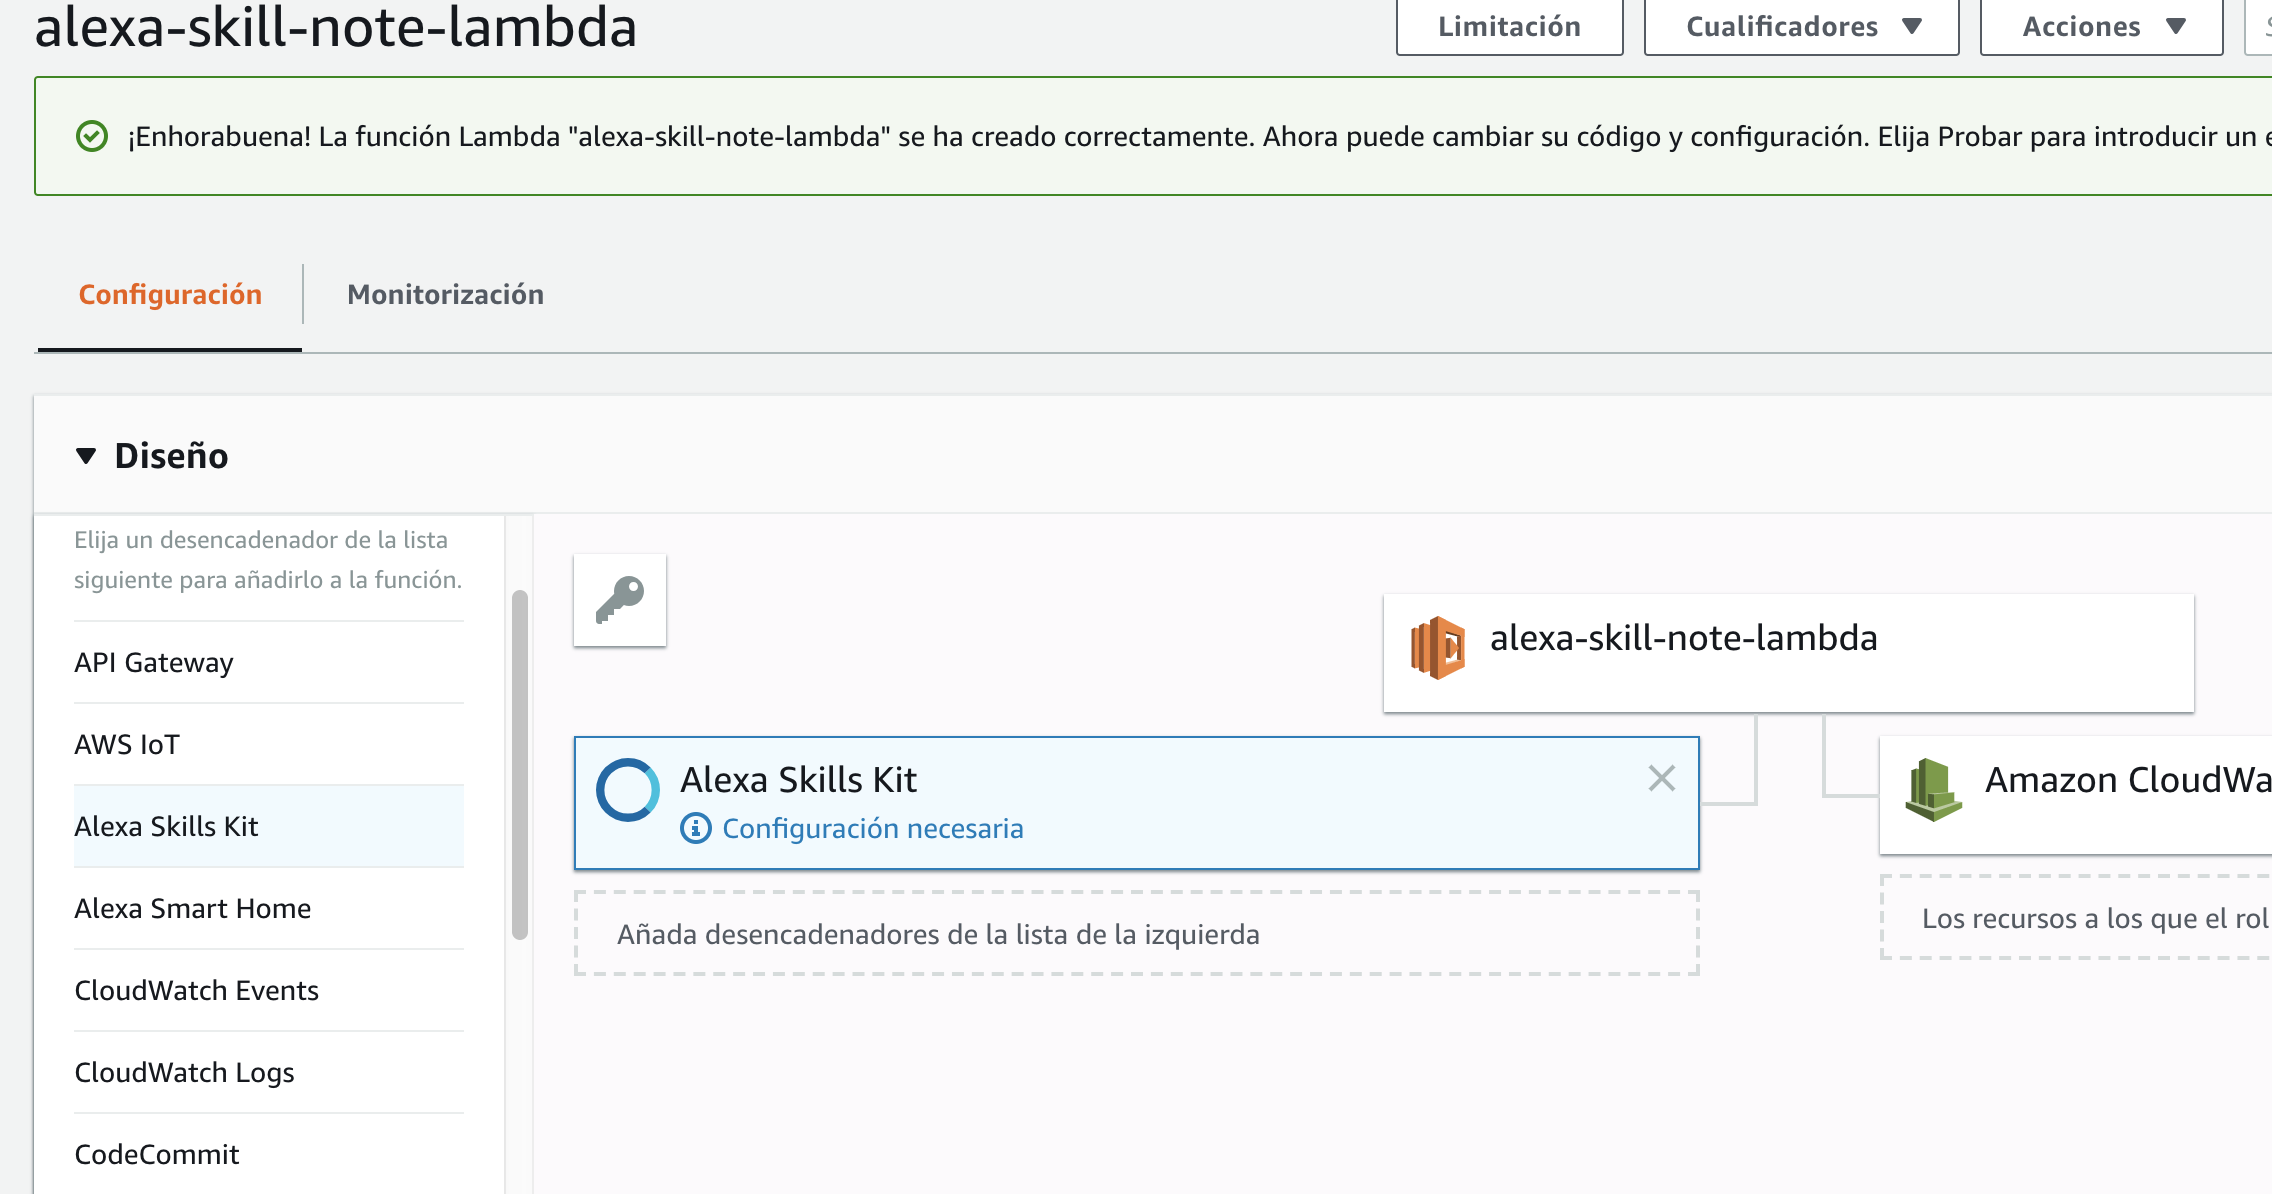 alexa-skill-note-lambda
Limitación
Cualificadores
Acciones
¡Enhorabuena! La función Lambda "alexa-skill-note-lambda" se ha creado correctamente. Ahora puede cambiar su código y configuración. Elija Probar para introducir un
Configuración
Monitorización
Diseño
Elija un desencadenador de la lista
siguiente para añadirlo a la función.
API Gateway
AWS IoT
Alexa Skills Kit
Alexa Smart Home
CloudWatch Events
CloudWatch Logs
CodeCommit
alexa-skill-note-lambda
Alexa Skills Kit
Configuración necesaria
Añada desencadenadores de la lista de la izquierda
Amazon CloudWa
Los recursos a los que el rol